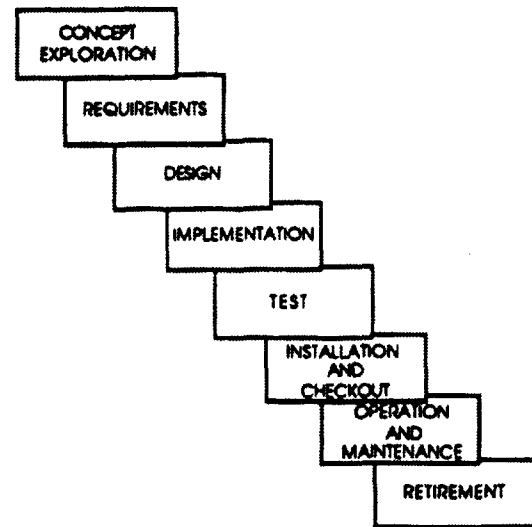 CONCEPT
EXPLORATION
REQUIREMENTS
DESIGN
IMPLEMENTATION
TEST
INSTALLATION
AND
CHECKOUT
OPERATION
AND
MAINTENANCE
RETIREMENT